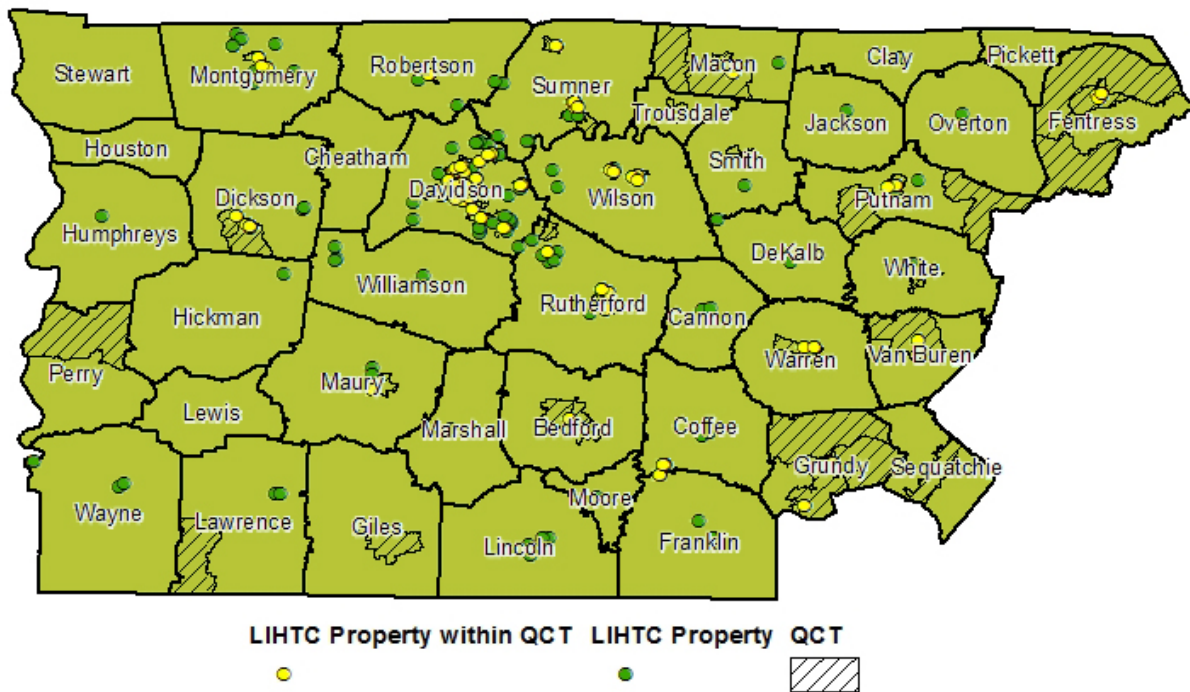 Stewart
Montgomery
Robertson
Sumner
Macon
Clay
Pickett
Trousdale
Jackson
Overton
Fentress
Houston
Cheatham
Smith
Dickson
Davidson
Wilson
Putnam
Humphreys
DeKalb
White
Williamson
Rutherford
Cannon
Hickman
Warren
Van Buren
Perry
Maury
Lewis
Marshall
Bedford
Coffee
Grundy
Sequatchie
Wayne
Lawrence
Giles
Moore
Lincoln
Franklin
LIHTC Property within QCT LIHTC Property QCT